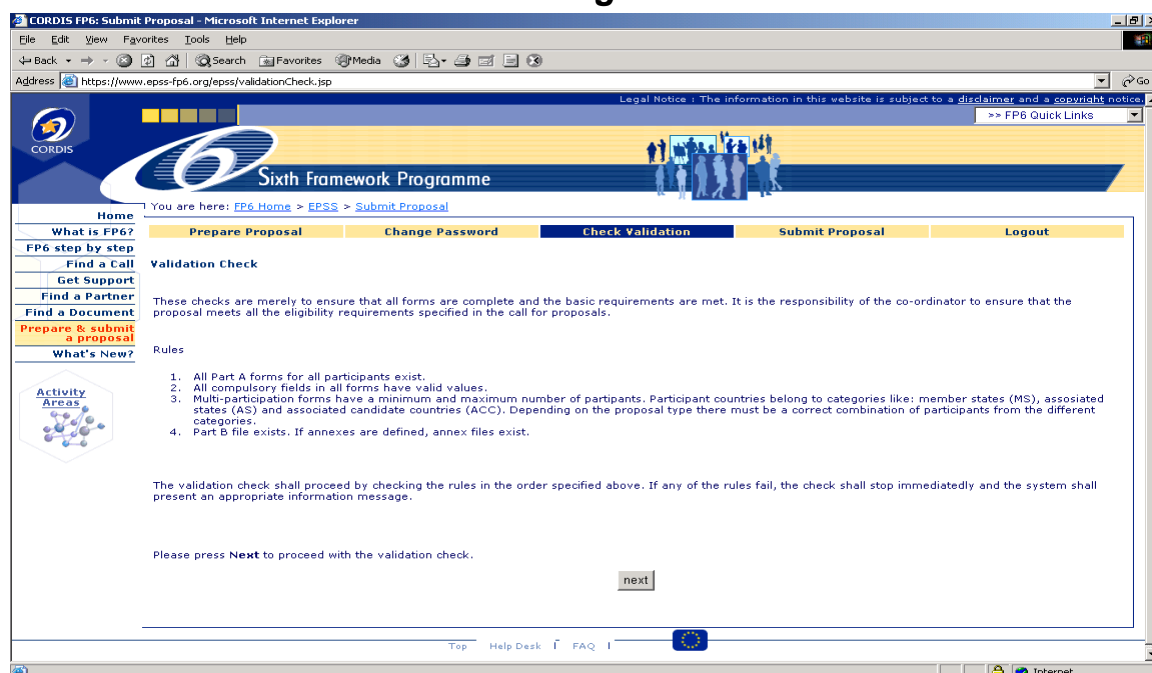 CORDIS FP6: Submit Proposal - Microsoft Internet Explorer
File Edit View Favorites Tools Help
Back Search Favorites Media
Address https://www.epss-fp6.org/epss/validationCheck.jsp Go
Legal Notice : The information in this website is subject to a disclaimer and a copyright notice.
>> FP6 Quick Links
CORDIS
Sixth Framework Programme
You are here: FP6 Home > EPSS > Submit Proposal
Home
What is FP6?
FP6 step by step
Find a Call
Get Support
Find a Partner
Find a Document
Prepare & submit
a proposal
What's New?
Activity
Areas
Prepare Proposal Change Password Check Validation Submit Proposal Logout
Validation Check
These checks are merely to ensure that all forms are complete and the basic requirements are met. It is the responsibility of the co-ordinator to ensure that the
proposal meets all the eligibility requirements specified in the call for proposals.
Rules
1. All Part A forms for all participants exist.
2. All compulsory fields in all forms have valid values.
3. Multi-participation forms have a minimum and maximum number of partipants. Participant countries belong to categories like: member states (MS), assosiated
states (AS) and associated candidate countries (ACC). Depending on the proposal type there must be a correct combination of participants from the different
categories.
4. Part B file exists. If annexes are defined, annex files exist.
The validation check shall proceed by checking the rules in the order specified above. If any of the rules fail, the check shall stop immediatedly and the system shall
present an appropriate information message.
Please press Next to proceed with the validation check.
next
Top Help Desk | FAQ |
Internet